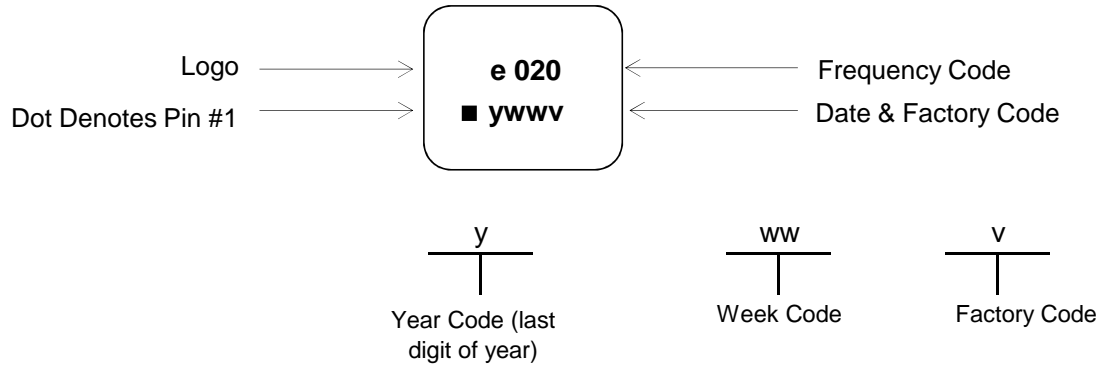 Logo
e 020
Frequency Code
Dot Denotes Pin #1
■ ywwv
Date & Factory Code
y
ww
v
Year Code (last
digit of year)
Week Code
Factory Code